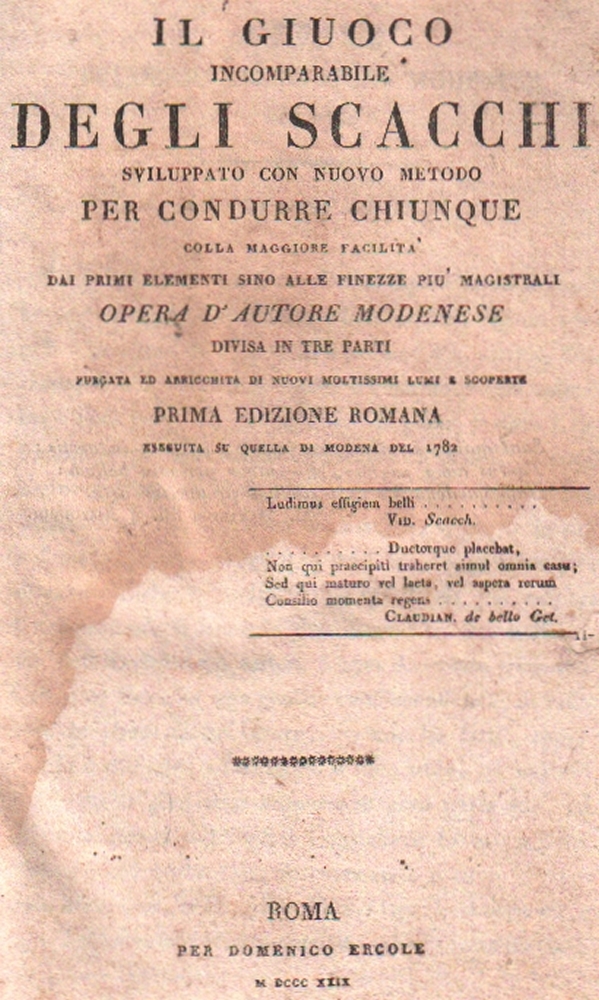 IL GIUOCO
INCOMPARABILE
DEGLI SCACCHI
SVILUPPATO CON NUOVO METODO
PER CONDURRE CHIUNQUE
COLLA MAGGIORE FACILITA'
DAI PRIMI ELEMENTI SINO ALLE FINEZZE PIU' MAGISTRALI
OPERA D'AUTORE MODENESE
DIVISA IN TRE PARTI
PURGATA ED ARRICCHITA DI NUOVI MOLTISSIMI LUMI E SCOPERTE
PRIMA EDIZIONE ROMANA
ESEGUITA SU QUELLA DI MODENA DEL 1782
Ludimus effigiem belli . . . . . . . . . .
VID. Scacch.
. . . . . . . . . . Ductorque placebat,
Non qui praecipiti traheret simul omnia casu;
Sed qui maturo vel laeta, vel aspera rerum
Consilio momenta regens . . . . . . . . . .
CLAUDIAN. de bello Get.
ROMA
PER DOMENICO ERCOLE
M DCCC XXIX